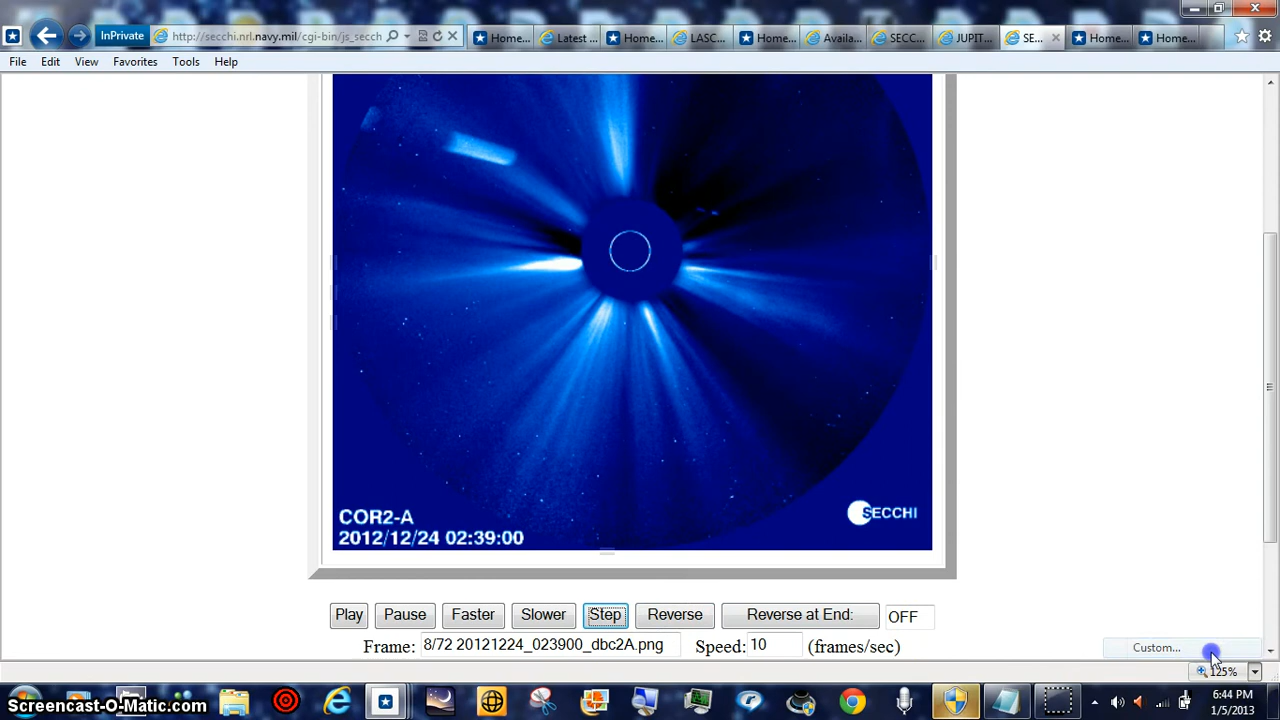 InPrivate
http://secchi.nrl.navy.mil/cgi-bin/js_secch
Home...
Latest ...
Home...
LASC...
Home...
Availa...
SECC...
JUPIT...
SE...
Home...
Home...
File Edit View Favorites Tools Help
COR2-A
2012/12/24 02:39:00
SECCHI
Play Pause Faster Slower Step Reverse Reverse at End: OFF
Frame: 8/72 20121224_023900_dbc2A.png Speed: 10 (frames/sec)
Custom...
125%
Screencast-O-Matic.com
6:44 PM
1/5/2013